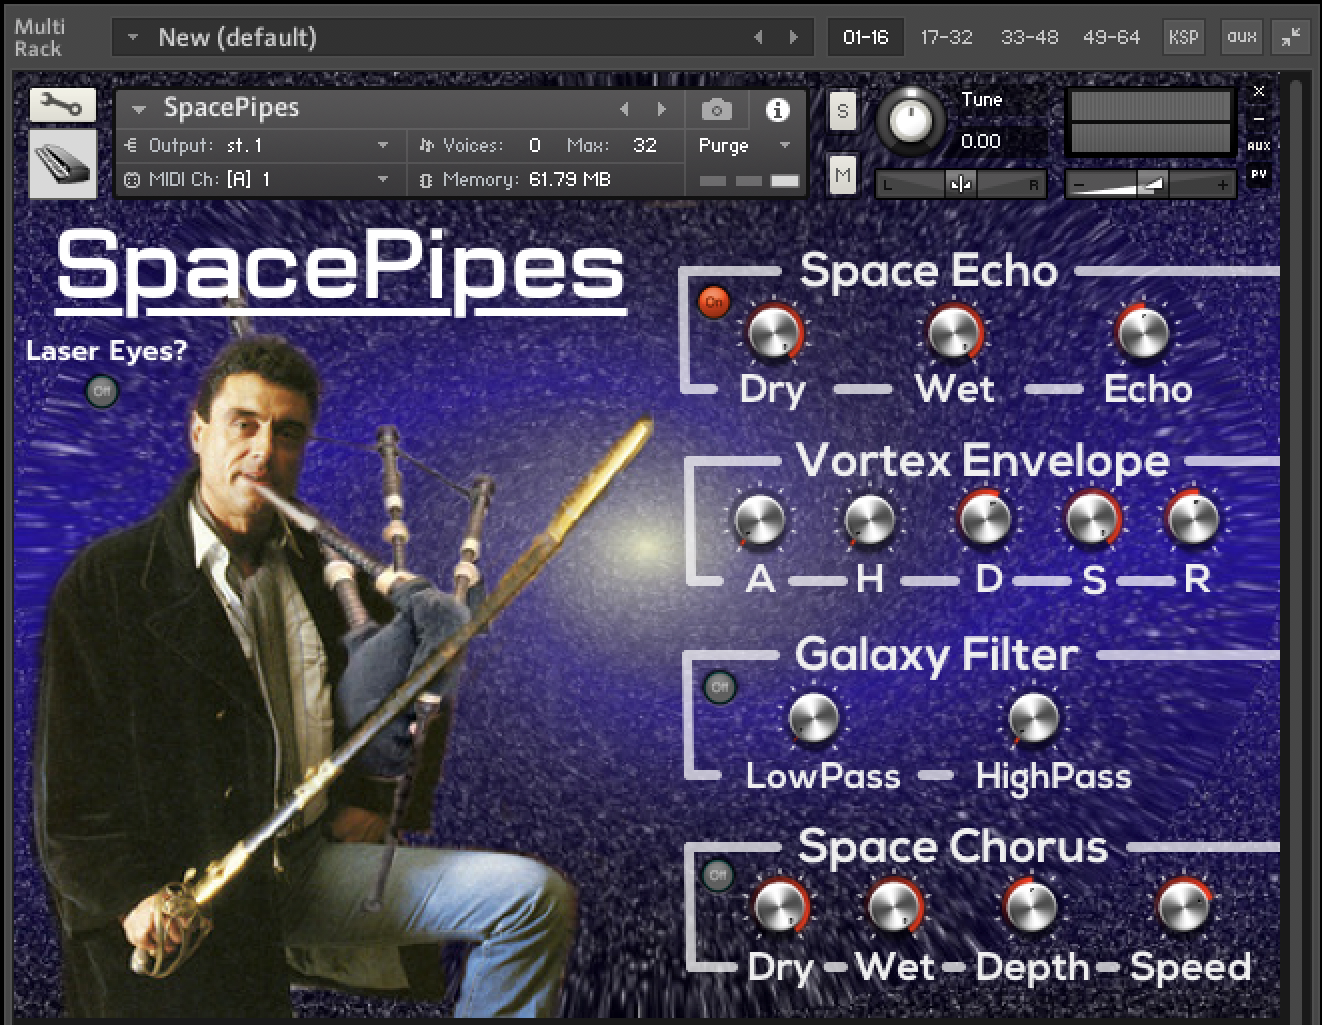 Multi Rack
New (default)
01-16 17-32 33-48 49-64 KSP aux
SpacePipes
i
S
Tune
0.00
X
–
AUX
PV
Output: st.1
Voices: 0 Max: 32
Purge
MIDI Ch: [A] 1
Memory: 61.79 MB
M
L R
– +
SpacePipes
Laser Eyes?
Off
Space Echo
On
Dry Wet Echo
Vortex Envelope
A H D S R
Galaxy Filter
Off
LowPass HighPass
Space Chorus
Off
Dry Wet Depth Speed